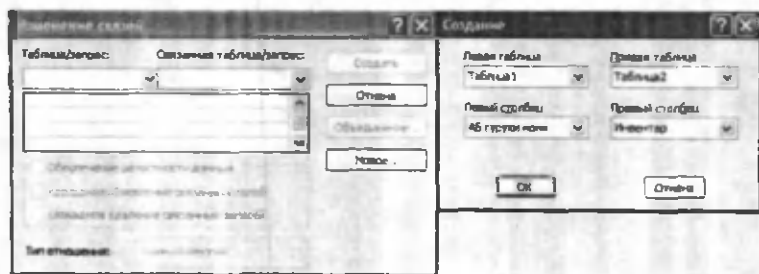 Изменение связей
Таблица/запрос: Связанная таблица/запрос:
Создать
Отмена
Объединение...
Новое...
Обеспечение целостности данных
Тип отношения:
Создание
Левая таблица Правая таблица
Таблица1 Таблица2
Левый столбец Правый столбец
Инвентар
OK Отмена